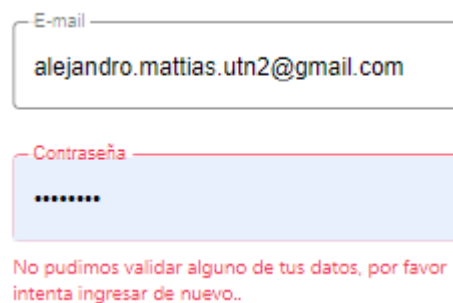 E-mail
alejandro.mattias.utn2@gmail.com
Contraseña
••••••••
No pudimos validar alguno de tus datos, por favor
intenta ingresar de nuevo..